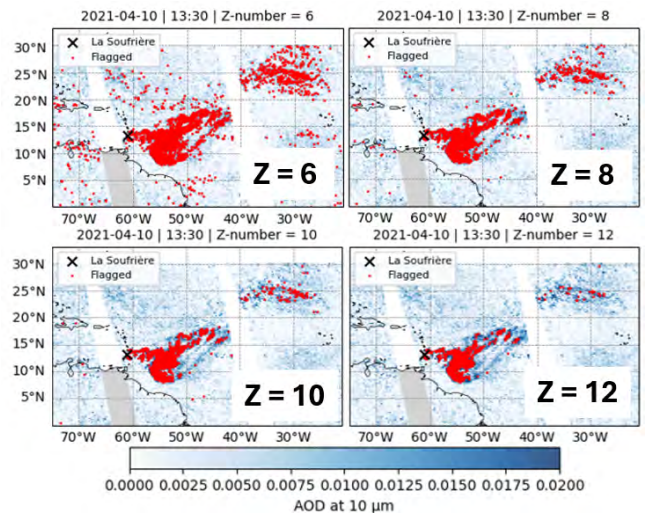 2021-04-10 | 13:30 | Z-number = 6
2021-04-10 | 13:30 | Z-number = 8
La Soufrière
Flagged
La Soufrière
Flagged
30°N
25°N
20°N
15°N
10°N
5°N
Z = 6
Z = 8
70°W 60°W 50°W 40°W 30°W
70°W 60°W 50°W 40°W 30°W
2021-04-10 | 13:30 | Z-number = 10
2021-04-10 | 13:30 | Z-number = 12
La Soufrière
Flagged
La Soufrière
Flagged
30°N
25°N
20°N
15°N
10°N
5°N
Z = 10
Z = 12
70°W 60°W 50°W 40°W 30°W
70°W 60°W 50°W 40°W 30°W
0.0000 0.0025 0.0050 0.0075 0.0100 0.0125 0.0150 0.0175 0.0200
AOD at 10 μm